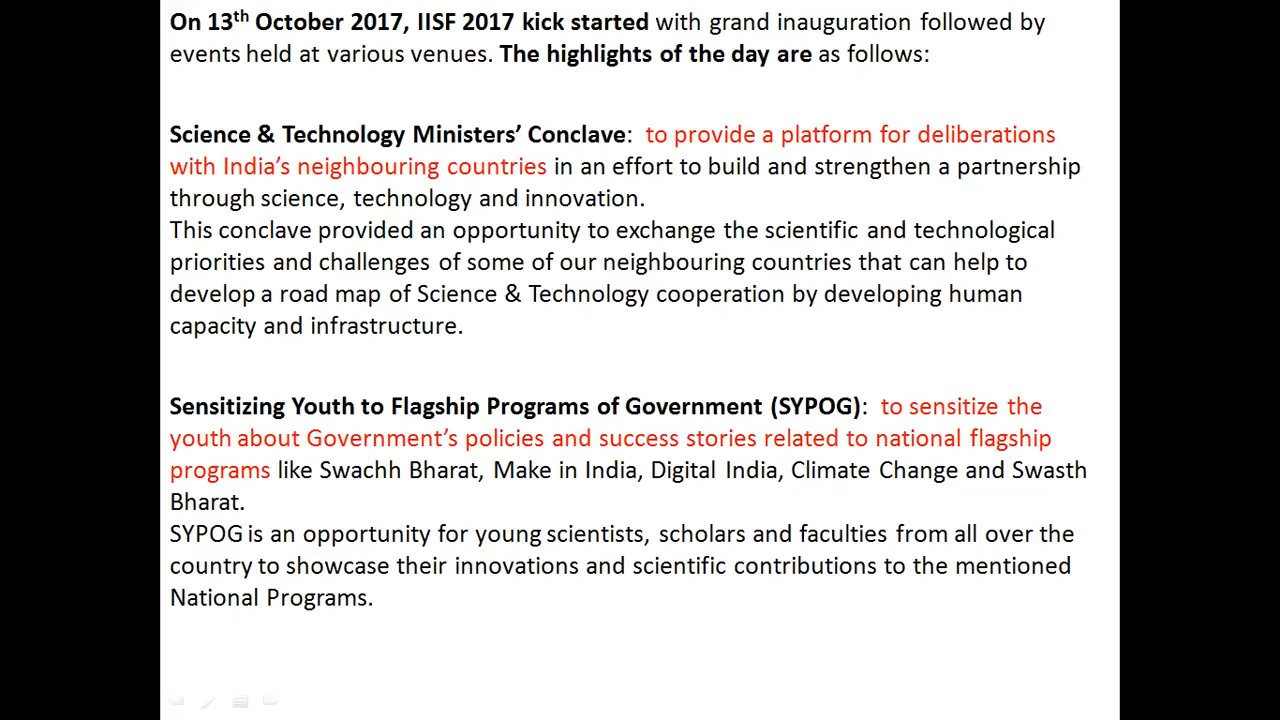 On 13th October 2017, IISF 2017 kick started with grand inauguration followed by
events held at various venues. The highlights of the day are as follows:
Science & Technology Ministers’ Conclave: to provide a platform for deliberations
with India’s neighbouring countries in an effort to build and strengthen a partnership
through science, technology and innovation.
This conclave provided an opportunity to exchange the scientific and technological
priorities and challenges of some of our neighbouring countries that can help to
develop a road map of Science & Technology cooperation by developing human
capacity and infrastructure.
Sensitizing Youth to Flagship Programs of Government (SYPOG): to sensitize the
youth about Government’s policies and success stories related to national flagship
programs like Swachh Bharat, Make in India, Digital India, Climate Change and Swasth
Bharat.
SYPOG is an opportunity for young scientists, scholars and faculties from all over the
country to showcase their innovations and scientific contributions to the mentioned
National Programs.